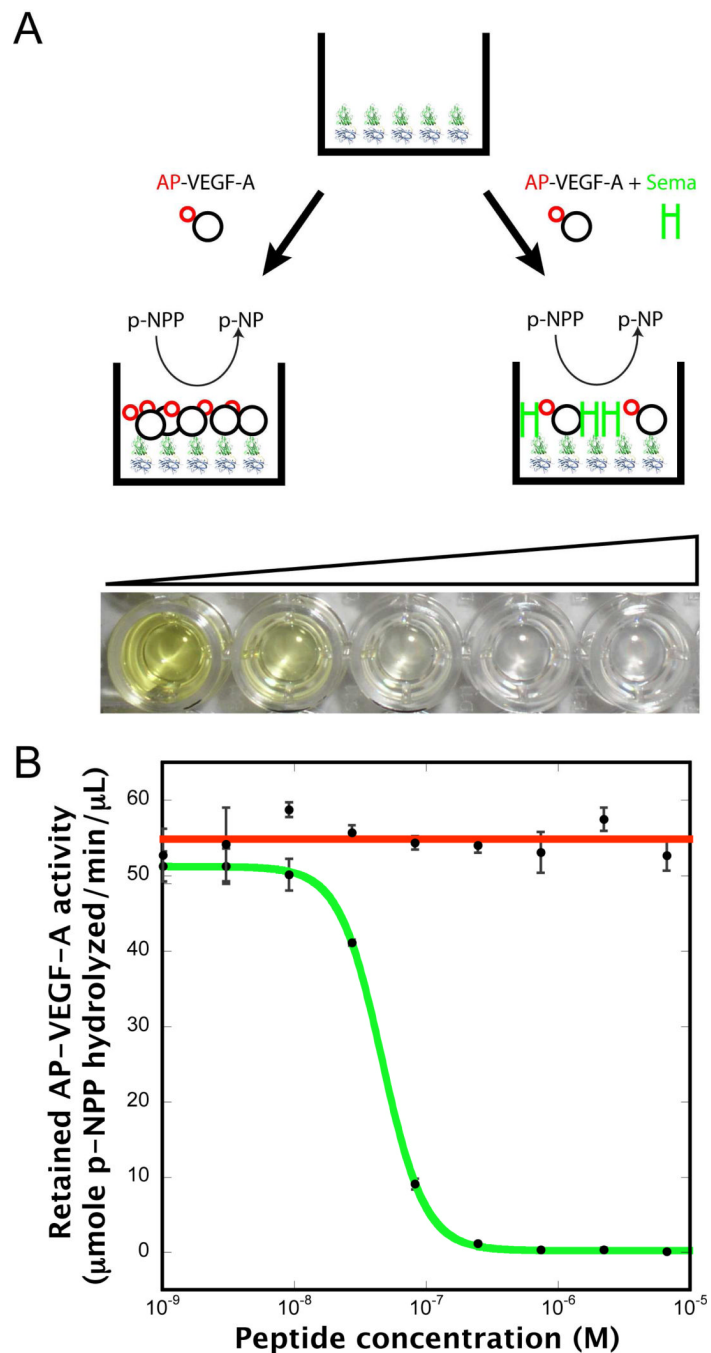 A
AP-VEGF-A
AP-VEGF-A + Sema
p-NPP p-NP
p-NPP p-NP
B
Retained AP-VEGF-A activity
(μmole p-NPP hydrolyzed/min/μL)
60
50
40
30
20
10
0
10⁻⁹ 10⁻⁸ 10⁻⁷ 10⁻⁶ 10⁻⁵
Peptide concentration (M)